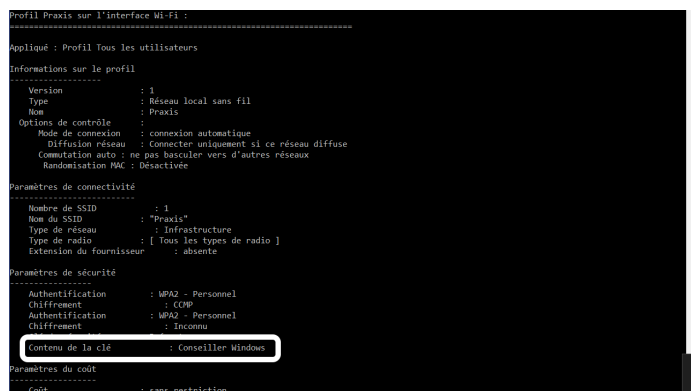 Profil Praxis sur l'interface Wi-Fi :
=======================================================================
Appliqué : Profil Tous les utilisateurs
Informations sur le profil
-------------------
Version : 1
Type : Réseau local sans fil
Nom : Praxis
Options de contrôle :
Mode de connexion : connexion automatique
Diffusion réseau : Connecter uniquement si ce réseau diffuse
Commutation auto : ne pas basculer vers d'autres réseaux
Randomisation MAC : Désactivée
Paramètres de connectivité
--------------------------
Nombre de SSID : 1
Nom du SSID : "Praxis"
Type de réseau : Infrastructure
Type de radio : [ Tous les types de radio ]
Extension du fournisseur : absente
Paramètres de sécurité
-----------------
Authentification : WPA2 - Personnel
Chiffrement : CCMP
Authentification : WPA2 - Personnel
Chiffrement : Inconnu
Contenu de la clé : Conseiller Windows
Paramètres du coût
------------------
Coût : sans restriction